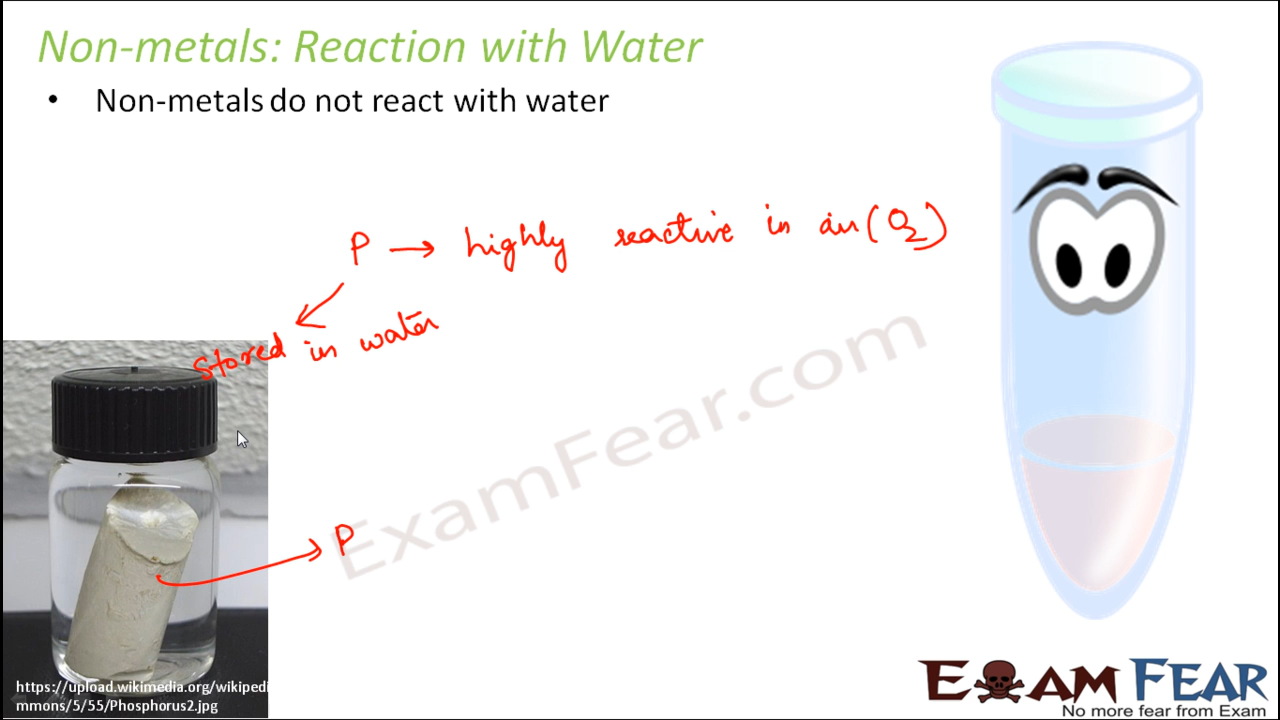 Non-metals: Reaction with Water
• Non-metals do not react with water
P → highly reactive in air (O2)
Stored in water
→ P
ExamFear.com
https://upload.wikimedia.org/wikipedi
mmons/5/55/Phosphorus2.jpg
EXAM FEAR
No more fear from Exam